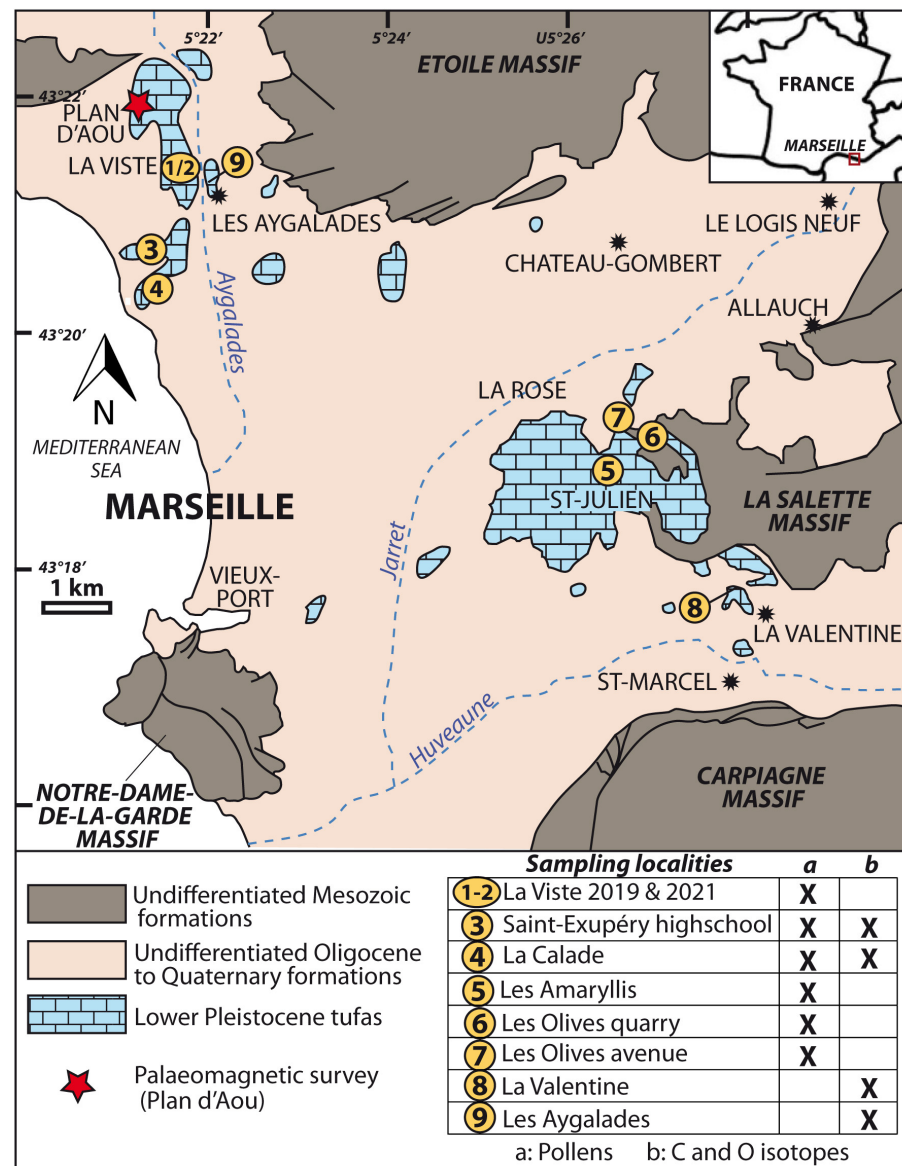 5°22′
5°24′
U5°26′
ETOILE MASSIF
FRANCE
MARSEILLE
43°22′
PLAN
D’AOU
LA VISTE
1/2
9
LES AYGALADES
LE LOGIS NEUF
3
CHATEAU-GOMBERT
4
Aygalades
ALLAUCH
43°20′
N
LA ROSE
7
6
MEDITERRANEAN
SEA
5
MARSEILLE
ST-JULIEN
LA SALETTE
MASSIF
Jarret
43°18′
1 km
VIEUX-
PORT
8
LA VALENTINE
ST-MARCEL
Huveaune
NOTRE-DAME-
DE-LA-GARDE
MASSIF
CARPIAGNE
MASSIF
Undifferentiated Mesozoic
formations
Undifferentiated Oligocene
to Quaternary formations
Lower Pleistocene tufas
Palaeomagnetic survey
(Plan d’Aou)
Sampling localities a b
1-2 La Viste 2019 & 2021 X
3 Saint-Exupéry highschool X X
4 La Calade X X
5 Les Amaryllis X
6 Les Olives quarry X
7 Les Olives avenue X
8 La Valentine X
9 Les Aygalades X
a: Pollens b: C and O isotopes